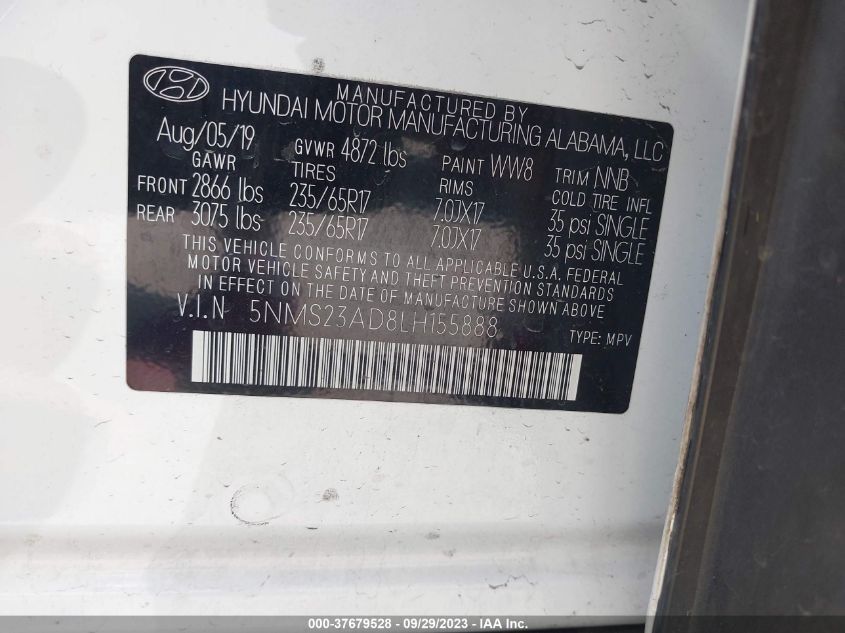 MANUFACTURED BY
HYUNDAI MOTOR MANUFACTURING ALABAMA, LLC
Aug/05/19 GVWR 4872 lbs PAINT WW8 TRIM NNB
GAWR TIRES RIMS COLD TIRE INFL
FRONT 2866 lbs 235/65R17 7.0JX17 35 psi SINGLE
REAR 3075 lbs 235/65R17 7.0JX17 35 psi SINGLE
THIS VEHICLE CONFORMS TO ALL APPLICABLE U.S.A. FEDERAL
MOTOR VEHICLE SAFETY AND THEFT PREVENTION STANDARDS
IN EFFECT ON THE DATE OF MANUFACTURE SHOWN ABOVE
V.I.N 5NMS23AD8LH155888
TYPE: MPV
000-37679528 - 09/29/2023 - IAA Inc.